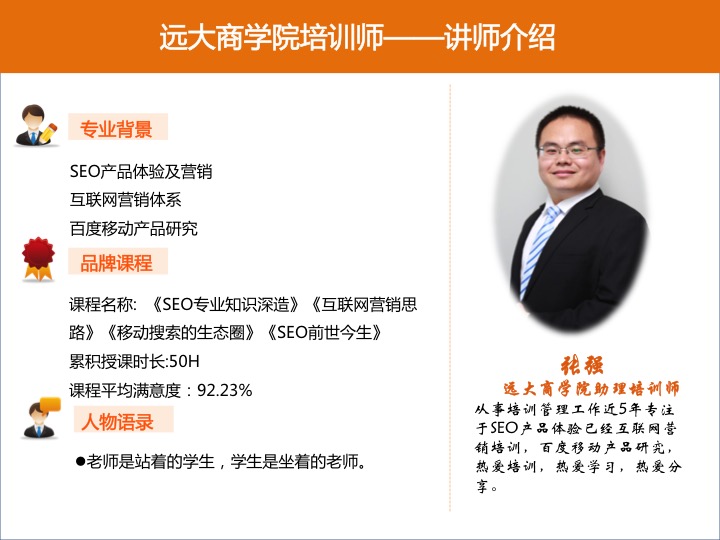 远大商学院培训师——讲师介绍
专业背景
SEO产品体验及营销
互联网营销体系
百度移动产品研究
品牌课程
课程名称: 《SEO专业知识深造》《互联网营销思
路》《移动搜索的生态圈》《SEO前世今生》
累积授课时长:50H
课程平均满意度：92.23%
人物语录
●老师是站着的学生，学生是坐着的老师。
张强
远大商学院助理培训师
从事培训管理工作近5年专注
于SEO产品体验已经互联网营
销培训，百度移动产品研究，
热爱培训，热爱学习，热爱分
享。